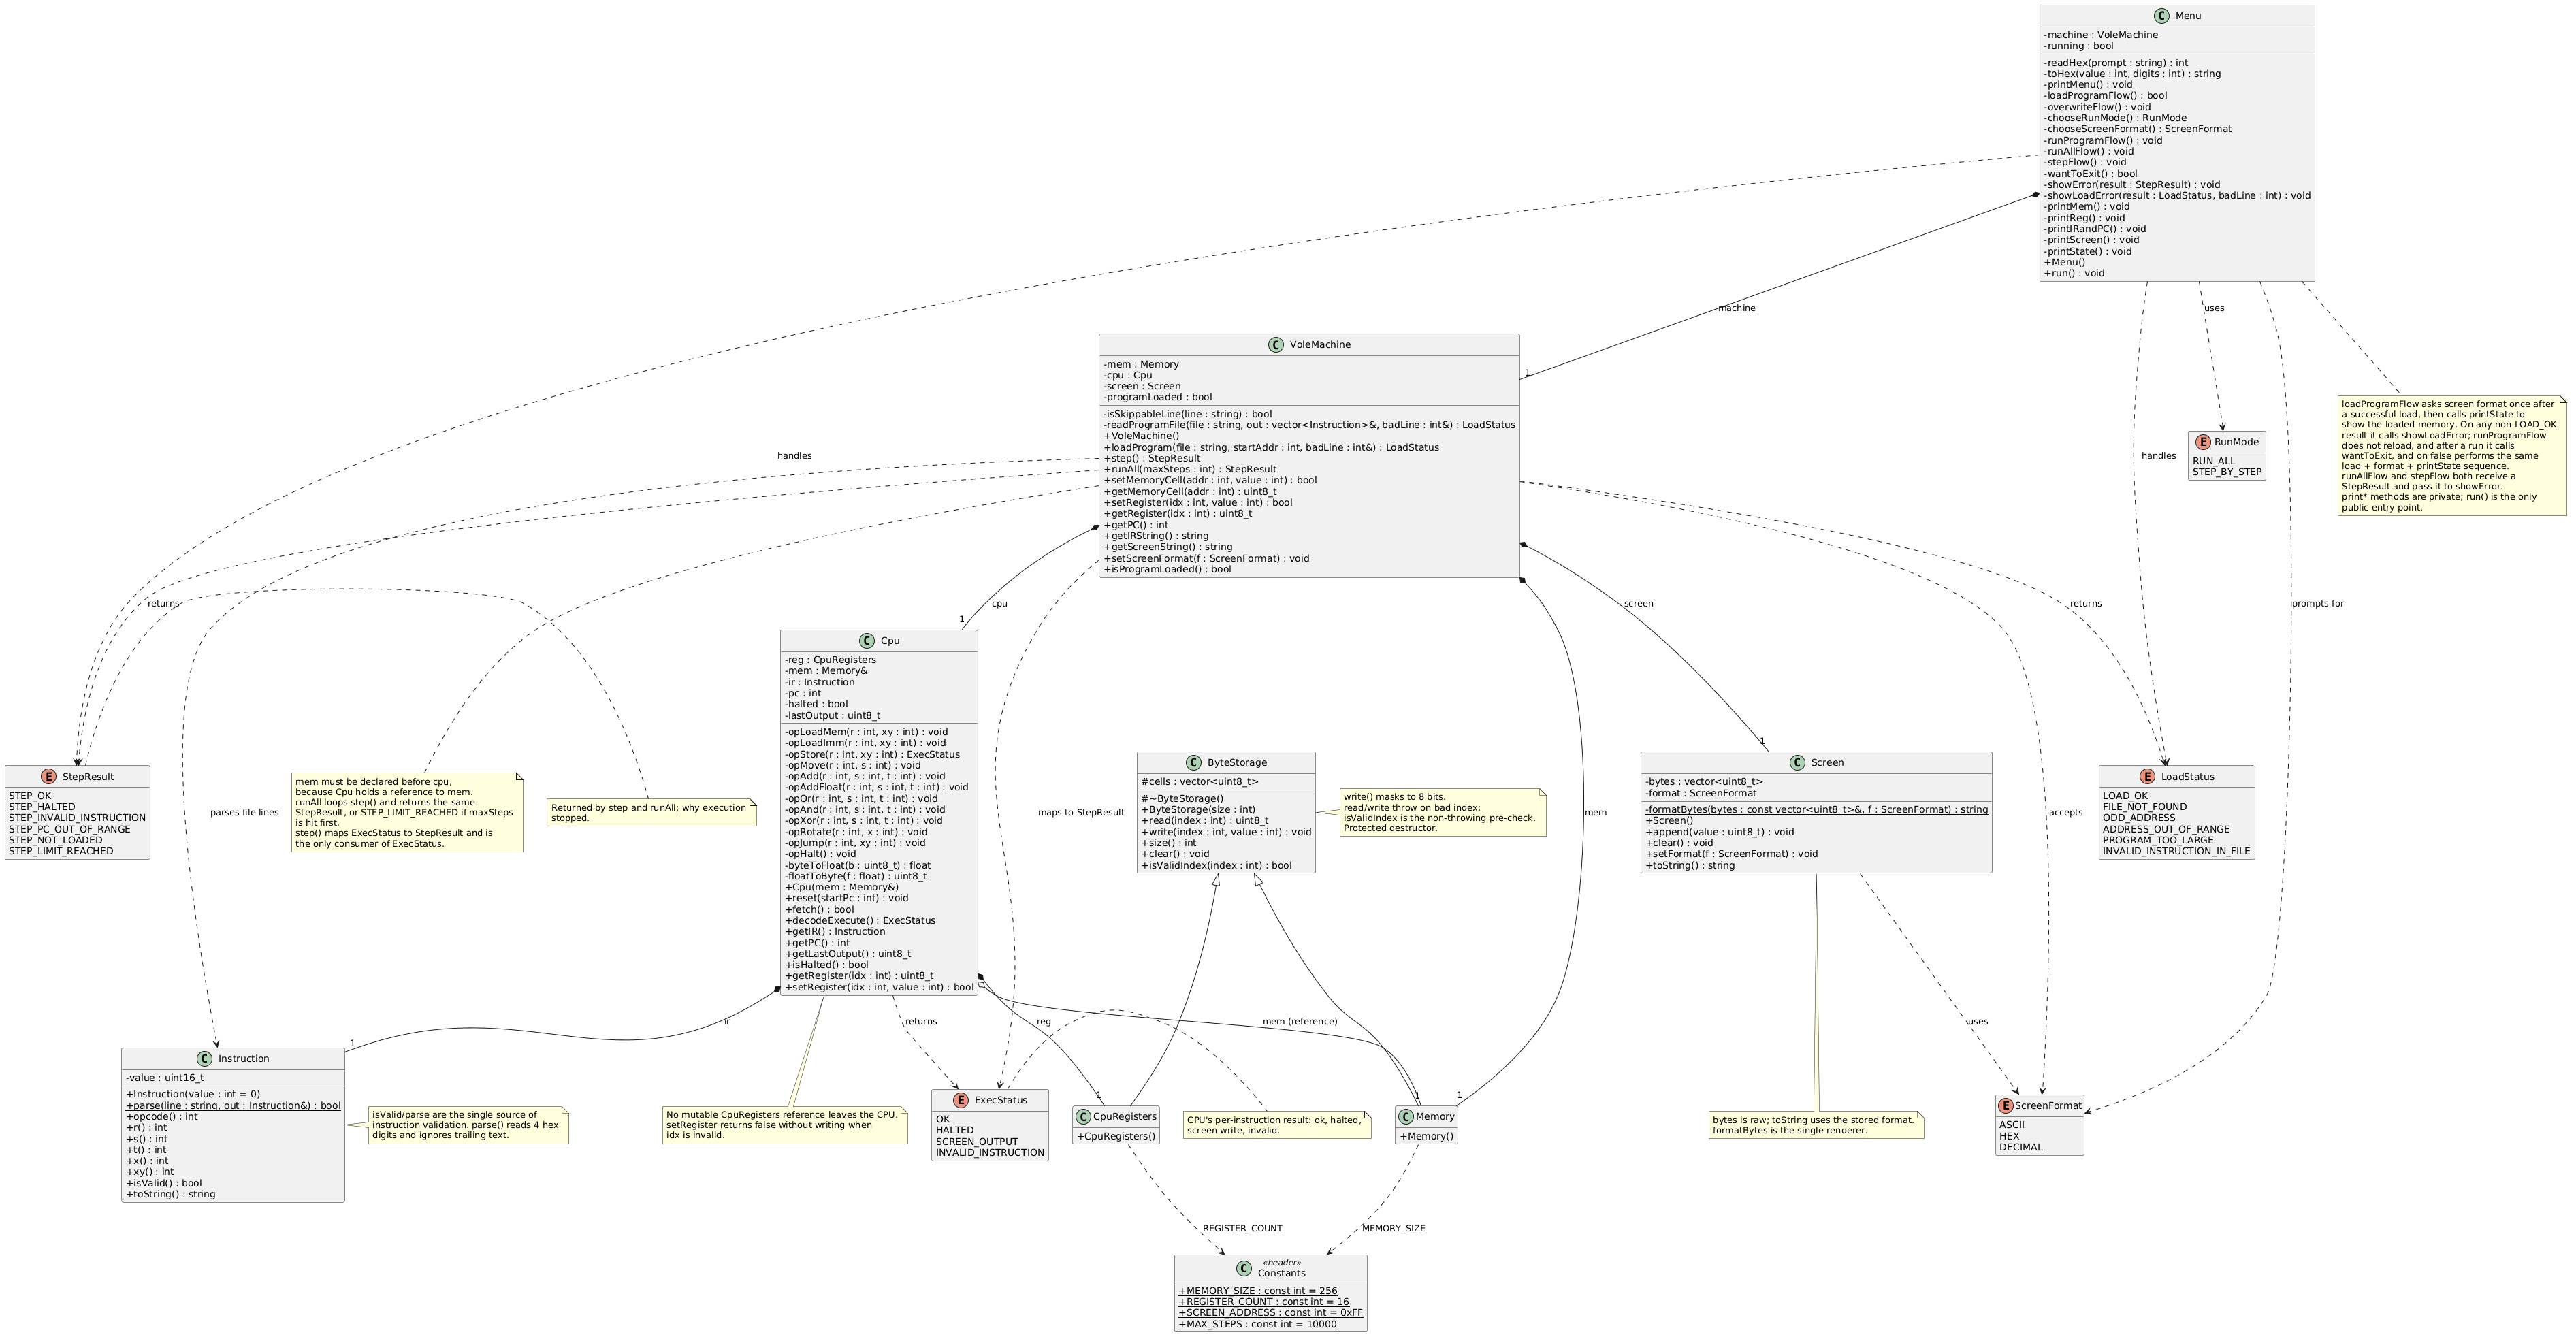 C Menu
-machine : VoleMachine
-running : bool
-readHex(prompt : string) : int
-toHex(value : int, digits : int) : string
-printMenu() : void
-loadProgramFlow() : bool
-overwriteFlow() : void
-chooseRunMode() : RunMode
-chooseScreenFormat() : ScreenFormat
-runProgramFlow() : void
-runAllFlow() : void
-stepFlow() : void
-wantToExit() : bool
-showError(result : StepResult) : void
-showLoadError(result : LoadStatus, badLine : int) : void
-printMem() : void
-printReg() : void
-printIRandPC() : void
-printScreen() : void
-printState() : void
+Menu()
+run() : void
machine
1
uses
handles
prompts for
C VoleMachine
-mem : Memory
-cpu : Cpu
-screen : Screen
-programLoaded : bool
-isSkippableLine(line : string) : bool
-readProgramFile(file : string, out : vector<Instruction>&, badLine : int&) : LoadStatus
+VoleMachine()
+loadProgram(file : string, startAddr : int, badLine : int&) : LoadStatus
+step() : StepResult
+runAll(maxSteps : int) : StepResult
+setMemoryCell(addr : int, value : int) : bool
+getMemoryCell(addr : int) : uint8_t
+setRegister(idx : int, value : int) : bool
+getRegister(idx : int) : uint8_t
+getPC() : int
+getIRString() : string
+getScreenString() : string
+setScreenFormat(f : ScreenFormat) : void
+isProgramLoaded() : bool
E RunMode
RUN_ALL
STEP_BY_STEP
loadProgramFlow asks screen format once after
a successful load, then calls printState to
show the loaded memory. On any non-LOAD_OK
result it calls showLoadError; runProgramFlow
does not reload, and after a run it calls
wantToExit, and on false performs the same
load + format + printState sequence.
runAllFlow and stepFlow both receive a
StepResult and pass it to showError.
print* methods are private; run() is the only
public entry point.
handles
returns
cpu
1
screen
1
returns
mem
1
accepts
maps to StepResult
parses file lines
E StepResult
STEP_OK
STEP_HALTED
STEP_INVALID_INSTRUCTION
STEP_PC_OUT_OF_RANGE
STEP_NOT_LOADED
STEP_LIMIT_REACHED
mem must be declared before cpu,
because Cpu holds a reference to mem.
runAll loops step() and returns the same
StepResult, or STEP_LIMIT_REACHED if maxSteps
is hit first.
step() maps ExecStatus to StepResult and is
the only consumer of ExecStatus.
Returned by step and runAll; why execution
stopped.
C Cpu
-reg : CpuRegisters
-mem : Memory&
-ir : Instruction
-pc : int
-halted : bool
-lastOutput : uint8_t
-opLoadMem(r : int, xy : int) : void
-opLoadImm(r : int, xy : int) : void
-opStore(r : int, xy : int) : ExecStatus
-opMove(r : int, s : int) : void
-opAdd(r : int, s : int, t : int) : void
-opAddFloat(r : int, s : int, t : int) : void
-opOr(r : int, s : int, t : int) : void
-opAnd(r : int, s : int, t : int) : void
-opXor(r : int, s : int, t : int) : void
-opRotate(r : int, x : int) : void
-opJump(r : int, xy : int) : void
-opHalt() : void
-byteToFloat(b : uint8_t) : float
-floatToByte(f : float) : uint8_t
+Cpu(mem : Memory&)
+reset(startPc : int) : void
+fetch() : bool
+decodeExecute() : ExecStatus
+getIR() : Instruction
+getPC() : int
+getLastOutput() : uint8_t
+isHalted() : bool
+getRegister(idx : int) : uint8_t
+setRegister(idx : int, value : int) : bool
C ByteStorage
#cells : vector<uint8_t>
#~ByteStorage()
+ByteStorage(size : int)
+read(index : int) : uint8_t
+write(index : int, value : int) : void
+size() : int
+clear() : void
+isValidIndex(index : int) : bool
write() masks to 8 bits.
read/write throw on bad index;
isValidIndex is the non-throwing pre-check.
Protected destructor.
C Screen
-bytes : vector<uint8_t>
-format : ScreenFormat
-formatBytes(bytes : const vector<uint8_t>&, f : ScreenFormat) : string
+Screen()
+append(value : uint8_t) : void
+clear() : void
+setFormat(f : ScreenFormat) : void
+toString() : string
E LoadStatus
LOAD_OK
FILE_NOT_FOUND
ODD_ADDRESS
ADDRESS_OUT_OF_RANGE
PROGRAM_TOO_LARGE
INVALID_INSTRUCTION_IN_FILE
ir
1
returns
reg
1
mem (reference)
1
uses
C Instruction
-value : uint16_t
+Instruction(value : int = 0)
+parse(line : string, out : Instruction&) : bool
+opcode() : int
+r() : int
+s() : int
+t() : int
+x() : int
+xy() : int
+isValid() : bool
+toString() : string
isValid/parse are the single source of
instruction validation. parse() reads 4 hex
digits and ignores trailing text.
No mutable CpuRegisters reference leaves the CPU.
setRegister returns false without writing when
idx is invalid.
E ExecStatus
OK
HALTED
SCREEN_OUTPUT
INVALID_INSTRUCTION
C CpuRegisters
+CpuRegisters()
CPU's per-instruction result: ok, halted,
screen write, invalid.
C Memory
+Memory()
bytes is raw; toString uses the stored format.
formatBytes is the single renderer.
E ScreenFormat
ASCII
HEX
DECIMAL
REGISTER_COUNT
MEMORY_SIZE
C «header»
Constants
+MEMORY_SIZE : const int = 256
+REGISTER_COUNT : const int = 16
+SCREEN_ADDRESS : const int = 0xFF
+MAX_STEPS : const int = 10000